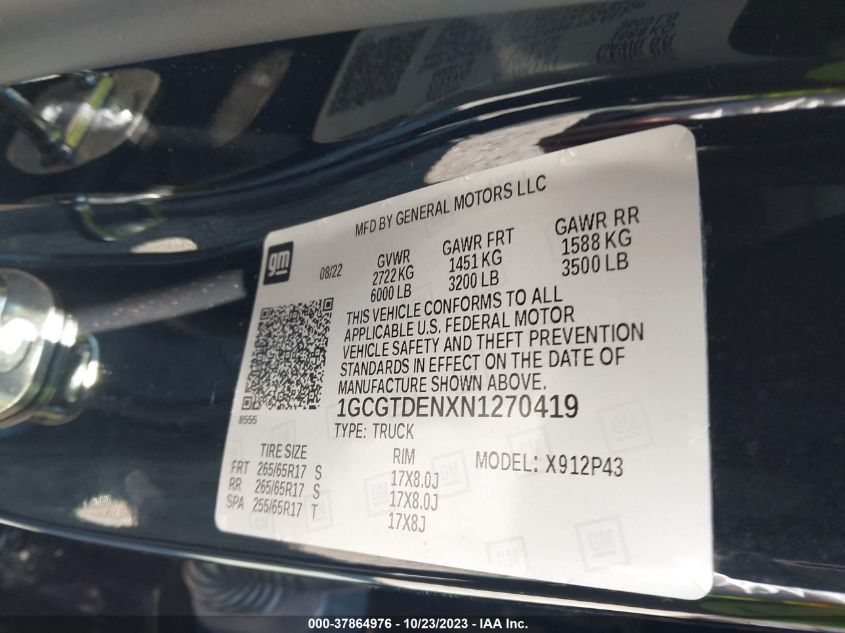 MFD BY GENERAL MOTORS LLC
gm
08/22
GVWR GAWR FRT GAWR RR
2722 KG 1451 KG 1588 KG
6000 LB 3200 LB 3500 LB
THIS VEHICLE CONFORMS TO ALL
APPLICABLE U.S. FEDERAL MOTOR
VEHICLE SAFETY AND THEFT PREVENTION
STANDARDS IN EFFECT ON THE DATE OF
MANUFACTURE SHOWN ABOVE.
8555
1GCGTDENXN1270419
TYPE: TRUCK
TIRE SIZE RIM MODEL: X912P43
FRT 265/65R17 S 17X8.0J
RR 265/65R17 S 17X8.0J
SPA 255/65R17 T 17X8J
000-37864976 - 10/23/2023 - Copyright © 2023 IAA, Inc.